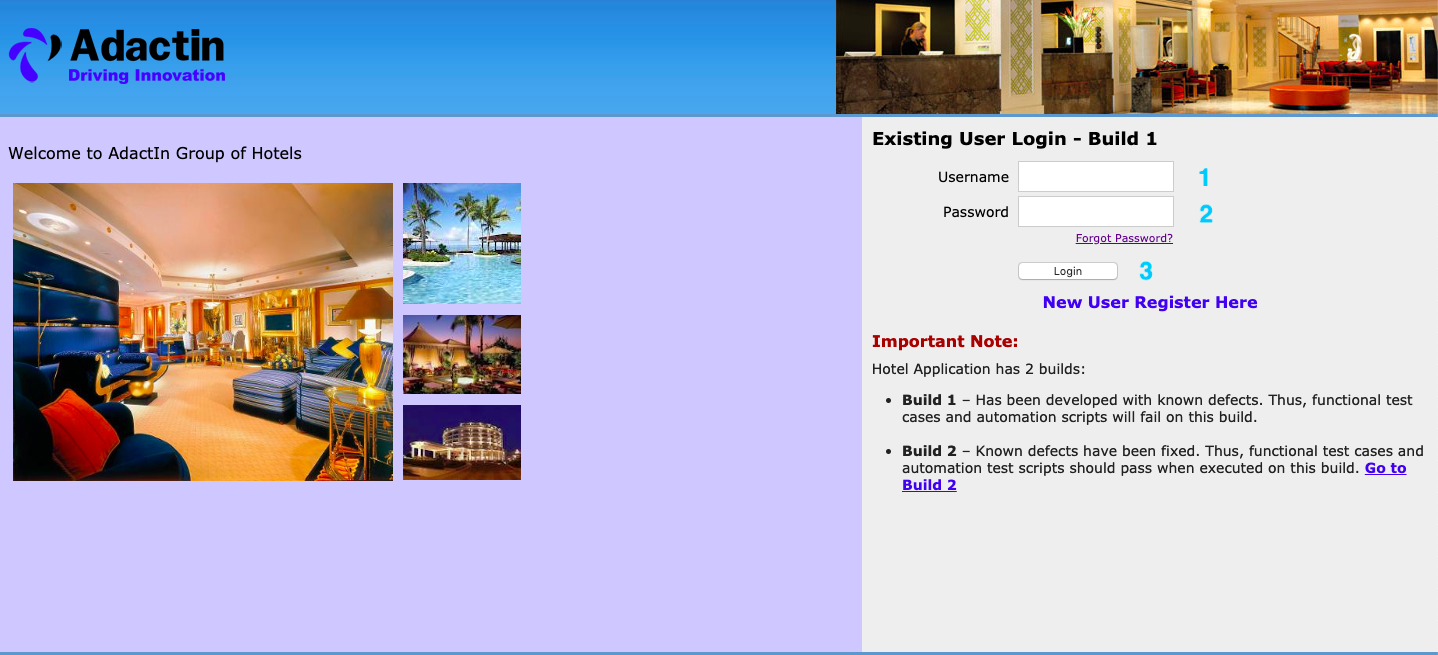 Adactin
Driving Innovation
Welcome to AdactIn Group of Hotels
Existing User Login - Build 1
Username 1
Password 2
Forgot Password?
Login 3
New User Register Here
Important Note:
Hotel Application has 2 builds:
• Build 1 – Has been developed with known defects. Thus, functional test
cases and automation scripts will fail on this build.
• Build 2 – Known defects have been fixed. Thus, functional test cases and
automation test scripts should pass when executed on this build. Go to
Build 2